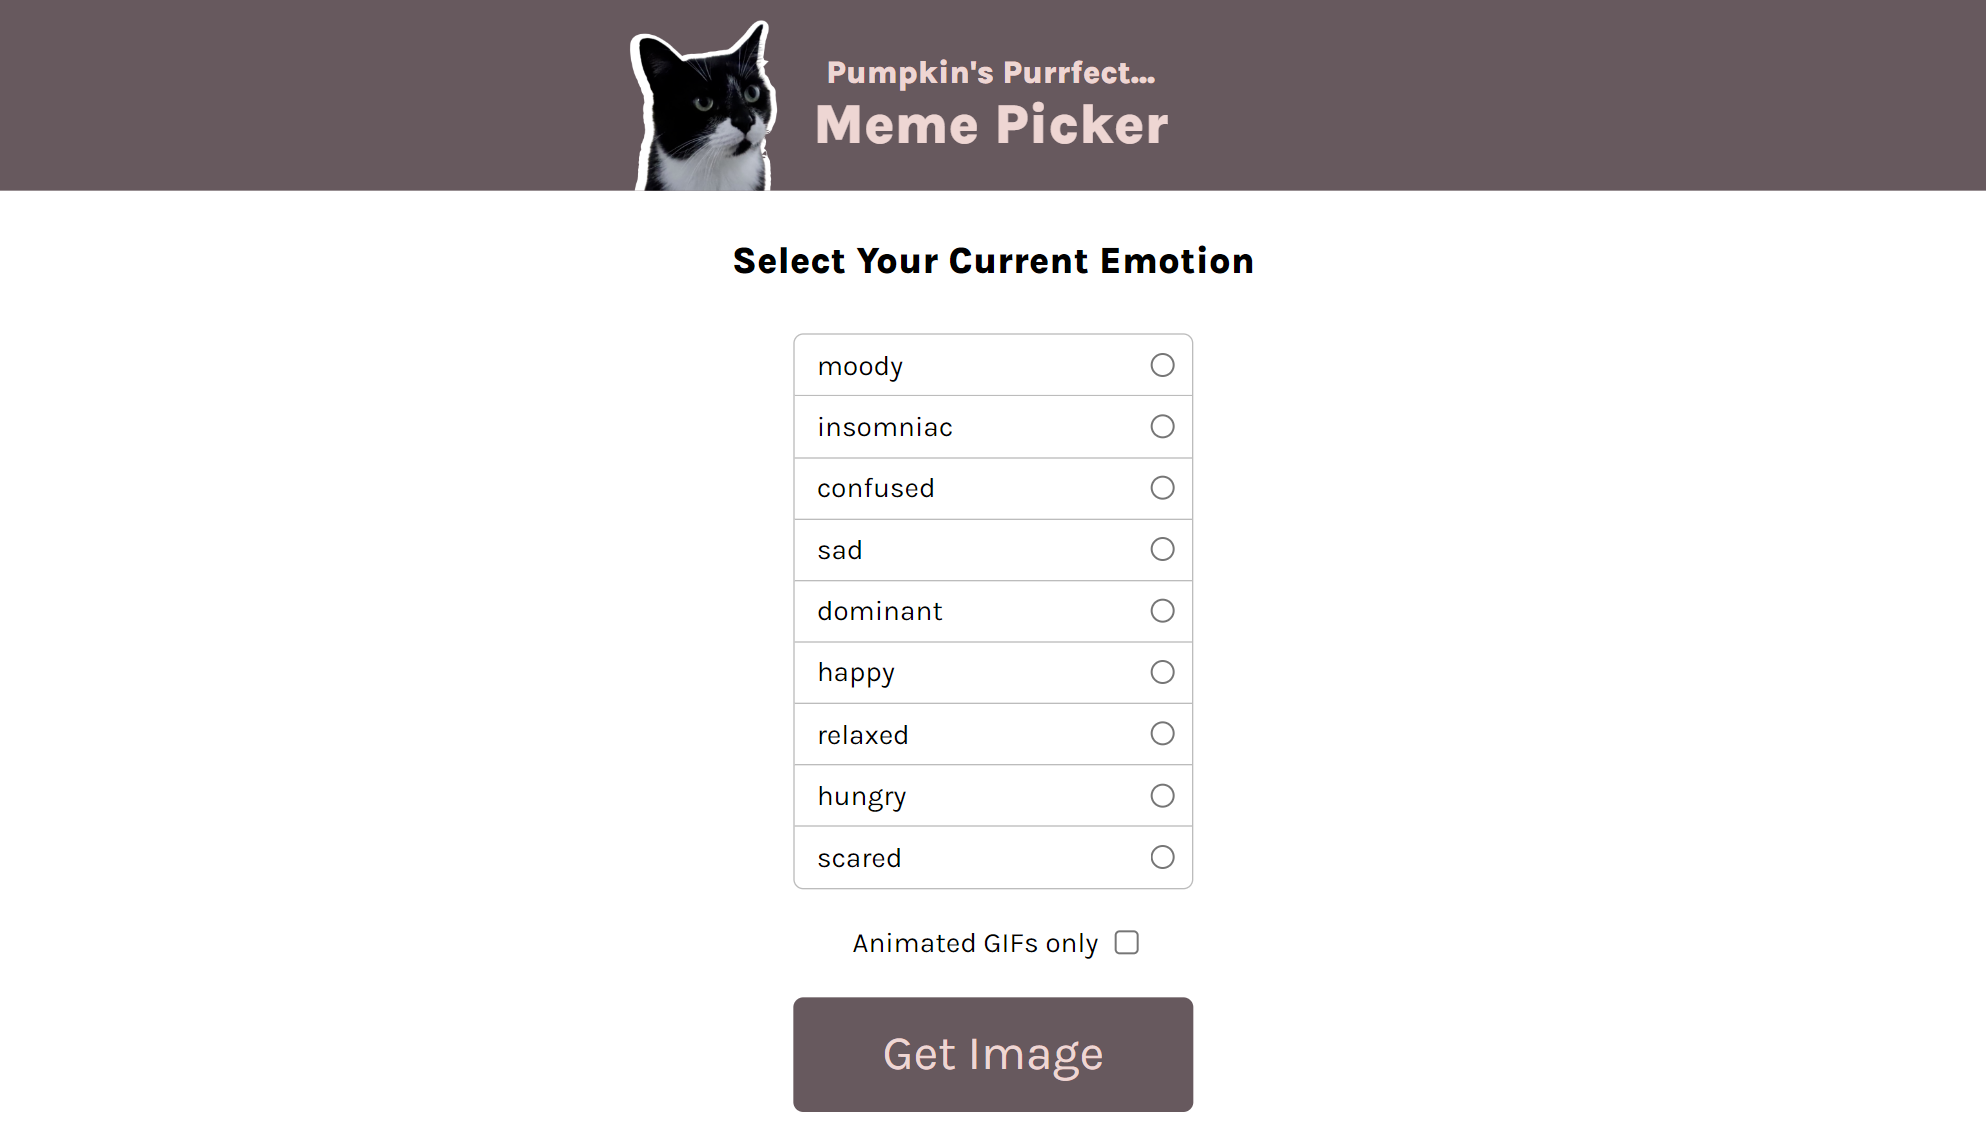 Pumpkin's Purrfect...
Meme Picker
Select Your Current Emotion
moody
insomniac
confused
sad
dominant
happy
relaxed
hungry
scared
Animated GIFs only
Get Image